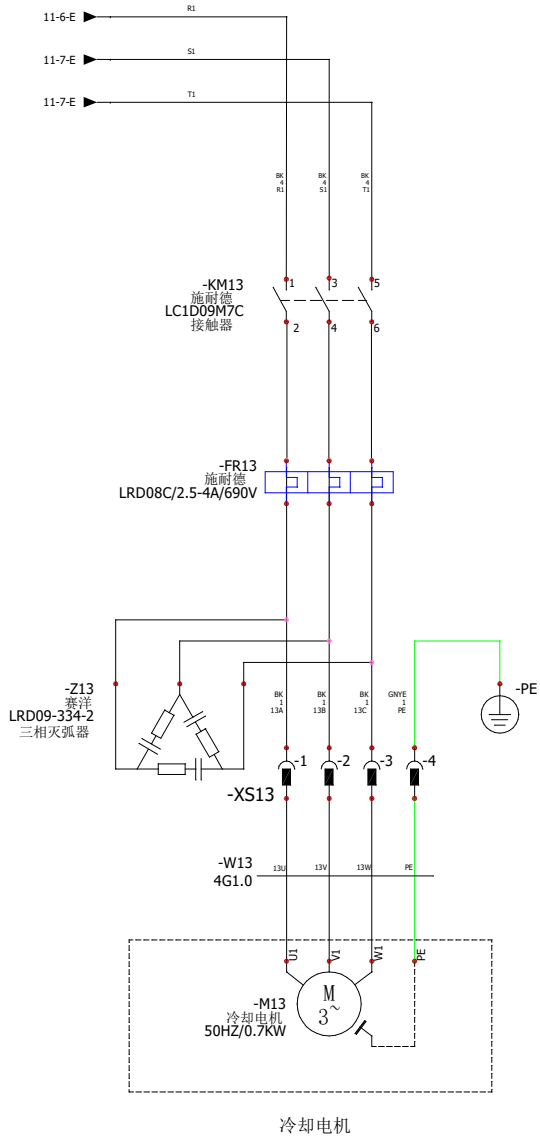 11-6-E
R1
11-7-E
S1
11-7-E
T1
BK
4
R1
BK
4
S1
BK
4
T1
-KM13
施耐德
LC1D09M7C
接触器
1
3
5
2
4
6
-FR13
施耐德
LRD08C/2.5-4A/690V
-Z13
赛洋
LRD09-334-2
三相灭弧器
BK
1
13A
BK
1
13B
BK
1
13C
GNYE
1
PE
-PE
-1
-2
-3
-4
-XS13
-W13
4G1.0
13U
13V
13W
PE
U1
V1
W1
PE
-M13
冷却电机
50HZ/0.7KW
M
3~
冷却电机